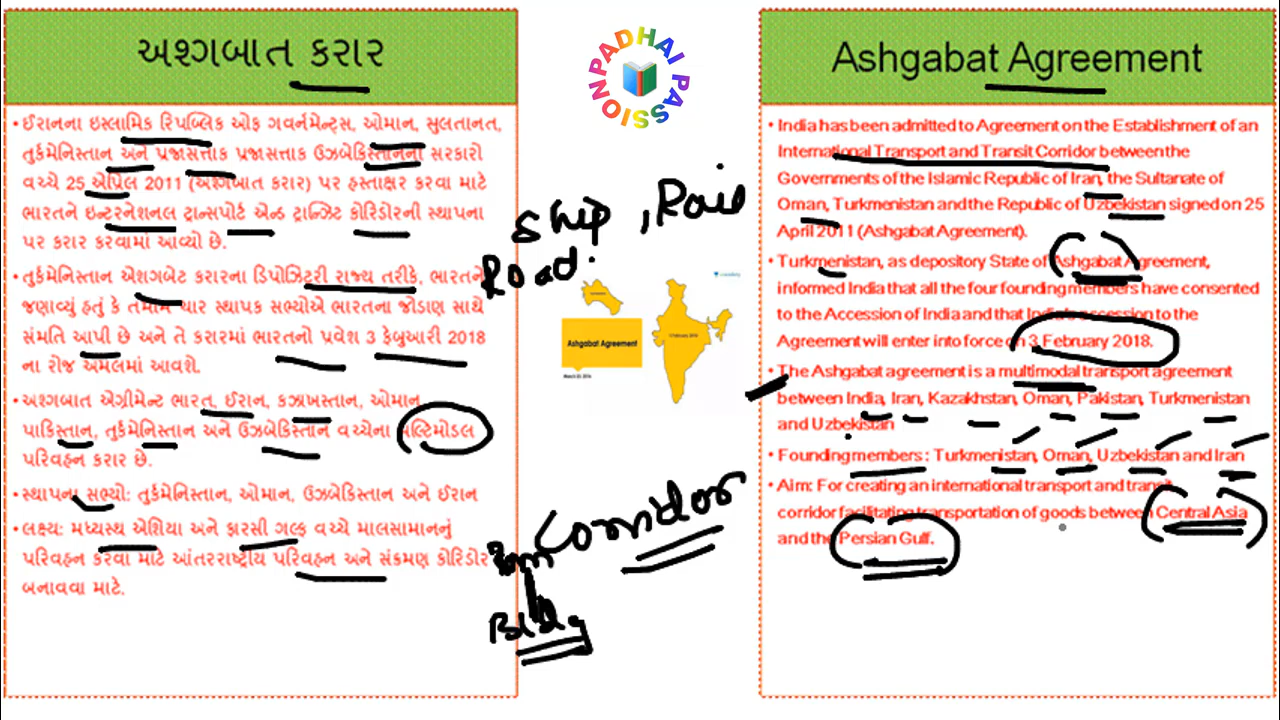 અશ્ગબાત કરાર
• ઈરાનના ઇસ્લામિક રિપબ્લિક ઓફ ગવર્નમેન્ટ્સ, ઓમાન, સુલતાનત,
તુર્કમેનિસ્તાન અને પ્રજાસત્તાક પ્રજાસત્તાક ઉઝબેકિસ્તાનના સરકારો
વચ્ચે 25 એપ્રિલ 2011 (અશ્ગબાત કરાર) પર હસ્તાક્ષર કરવા માટે
ભારતને ઇન્ટરનેશનલ ટ્રાન્સપોર્ટ એન્ડ ટ્રાન્ઝિટ કોરિડોરની સ્થાપના
પર કરાર કરવામાં આવ્યો છે.
• તુર્કમેનિસ્તાન એશગબેટ કરારના ડિપોઝિટરી રાજ્ય તરીકે, ભારતને
જણાવ્યું હતું કે તમામ ચાર સ્થાપક સભ્યોએ ભારતના જોડાણ સાથે
સંમતિ આપી છે અને તે કરારમાં ભારતનો પ્રવેશ 3 ફેબ્રુઆરી 2018
ના રોજ અમલમાં આવશે.
• અશ્ગબાત એગ્રીમેન્ટ ભારત, ઈરાન, કઝાખસ્તાન, ઓમાન
પાકિસ્તાન, તુર્કમેનિસ્તાન અને ઉઝબેકિસ્તાન વચ્ચેના મલ્ટિમોડલ
પરિવહન કરાર છે.
• સ્થાપના સભ્યો: તુર્કમેનિસ્તાન, ઓમાન, ઉઝબેકિસ્તાન અને ઈરાન
• લક્ષ્ય: મધ્યસ્થ એશિયા અને ફારસી ગલ્ફ વચ્ચે માલસામાનનું
પરિવહન કરવા માટે આંતરરાષ્ટ્રીય પરિવહન અને સંક્રમણ કોરિડોર
બનાવવા માટે.
PADHAI PASSION
Ship, Rail
Road.
Ashgabat Agreement
Corridor
Bldg
Ashgabat Agreement
• India has been admitted to Agreement on the Establishment of an
International Transport and Transit Corridor between the
Governments of the Islamic Republic of Iran, the Sultanate of
Oman, Turkmenistan and the Republic of Uzbekistan signed on 25
April 2011 (Ashgabat Agreement).
• Turkmenistan, as depository State of Ashgabat Agreement,
informed India that all the four founding members have consented
to the Accession of India and that India's accession to the
Agreement will enter into force on 3 February 2018.
• The Ashgabat agreement is a multimodal transport agreement
between India, Iran, Kazakhstan, Oman, Pakistan, Turkmenistan
and Uzbekistan
• Founding members : Turkmenistan, Oman, Uzbekistan and Iran
• Aim: For creating an international transport and transit
corridor facilitating transportation of goods between Central Asia
and the Persian Gulf.